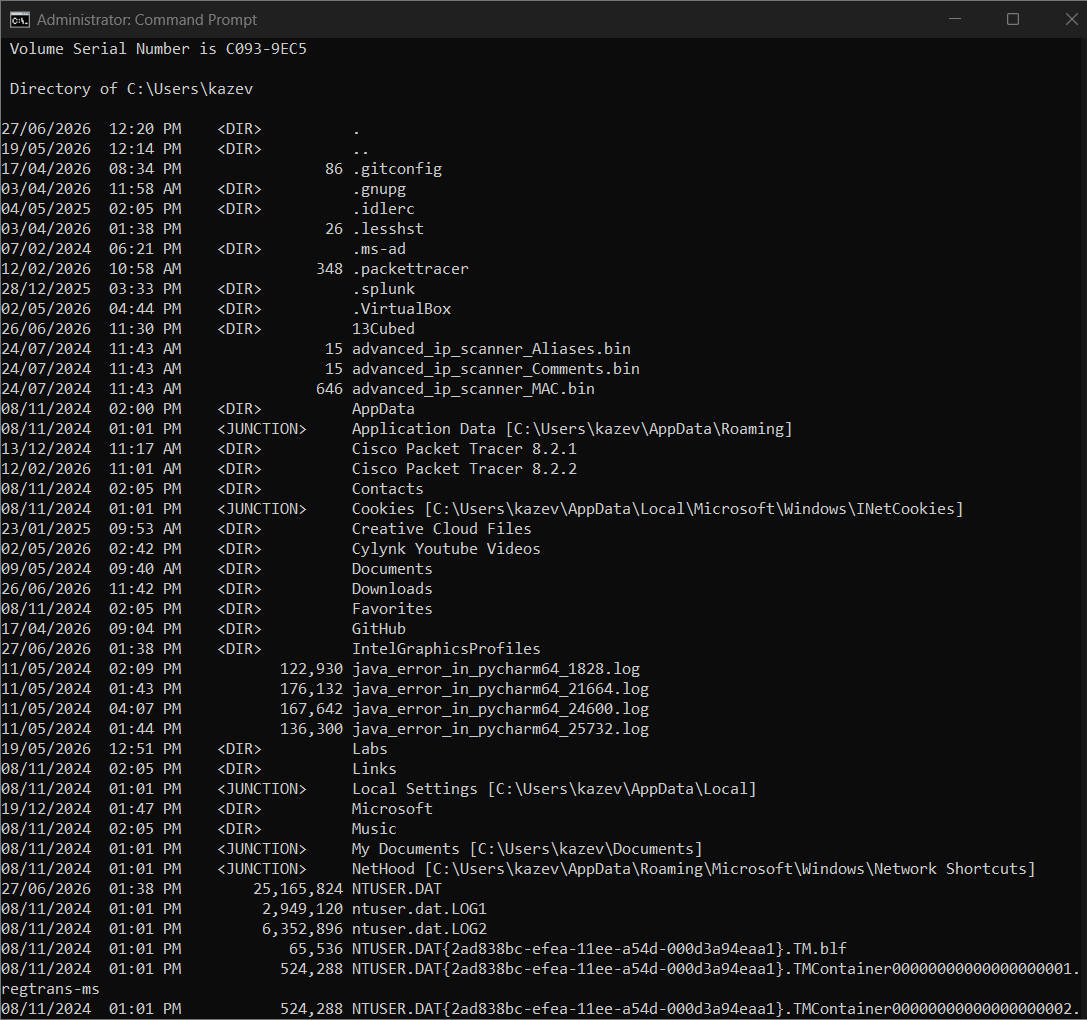 Administrator: Command Prompt
Volume Serial Number is C093-9EC5
Directory of C:\Users\kazev
27/06/2026  12:20 PM    <DIR>          .
19/05/2026  12:14 PM    <DIR>          ..
17/04/2026  08:34 PM                86 .gitconfig
03/04/2026  11:58 AM    <DIR>          .gnupg
04/05/2025  02:05 PM    <DIR>          .idlerc
03/04/2026  01:38 PM                26 .lesshst
07/02/2024  06:21 PM    <DIR>          .ms-ad
12/02/2026  10:58 AM               348 .packettracer
28/12/2025  03:33 PM    <DIR>          .splunk
02/05/2026  04:44 PM    <DIR>          .VirtualBox
26/06/2026  11:30 PM    <DIR>          13Cubed
24/07/2024  11:43 AM                15 advanced_ip_scanner_Aliases.bin
24/07/2024  11:43 AM                15 advanced_ip_scanner_Comments.bin
24/07/2024  11:43 AM               646 advanced_ip_scanner_MAC.bin
08/11/2024  02:00 PM    <DIR>          AppData
08/11/2024  01:01 PM    <JUNCTION>     Application Data [C:\Users\kazev\AppData\Roaming]
13/12/2024  11:17 AM    <DIR>          Cisco Packet Tracer 8.2.1
12/02/2026  11:01 AM    <DIR>          Cisco Packet Tracer 8.2.2
08/11/2024  02:05 PM    <DIR>          Contacts
08/11/2024  01:01 PM    <JUNCTION>     Cookies [C:\Users\kazev\AppData\Local\Microsoft\Windows\INetCookies]
23/01/2025  09:53 AM    <DIR>          Creative Cloud Files
02/05/2026  02:42 PM    <DIR>          Cylynk Youtube Videos
09/05/2024  09:40 AM    <DIR>          Documents
26/06/2026  11:42 PM    <DIR>          Downloads
08/11/2024  02:05 PM    <DIR>          Favorites
17/04/2026  09:04 PM    <DIR>          GitHub
27/06/2026  01:38 PM    <DIR>          IntelGraphicsProfiles
11/05/2024  02:09 PM           122,930 java_error_in_pycharm64_1828.log
11/05/2024  01:43 PM           176,132 java_error_in_pycharm64_21664.log
11/05/2024  04:07 PM           167,642 java_error_in_pycharm64_24600.log
11/05/2024  01:44 PM           136,300 java_error_in_pycharm64_25732.log
19/05/2026  12:51 PM    <DIR>          Labs
08/11/2024  02:05 PM    <DIR>          Links
08/11/2024  01:01 PM    <JUNCTION>     Local Settings [C:\Users\kazev\AppData\Local]
19/12/2024  01:47 PM    <DIR>          Microsoft
08/11/2024  02:05 PM    <DIR>          Music
08/11/2024  01:01 PM    <JUNCTION>     My Documents [C:\Users\kazev\Documents]
08/11/2024  01:01 PM    <JUNCTION>     NetHood [C:\Users\kazev\AppData\Roaming\Microsoft\Windows\Network Shortcuts]
27/06/2026  01:38 PM        25,165,824 NTUSER.DAT
08/11/2024  01:01 PM         2,949,120 ntuser.dat.LOG1
08/11/2024  01:01 PM         6,352,896 ntuser.dat.LOG2
08/11/2024  01:01 PM            65,536 NTUSER.DAT{2ad838bc-efea-11ee-a54d-000d3a94eaa1}.TM.blf
08/11/2024  01:01 PM           524,288 NTUSER.DAT{2ad838bc-efea-11ee-a54d-000d3a94eaa1}.TMContainer00000000000000000001.
regtrans-ms
08/11/2024  01:01 PM           524,288 NTUSER.DAT{2ad838bc-efea-11ee-a54d-000d3a94eaa1}.TMContainer00000000000000000002.